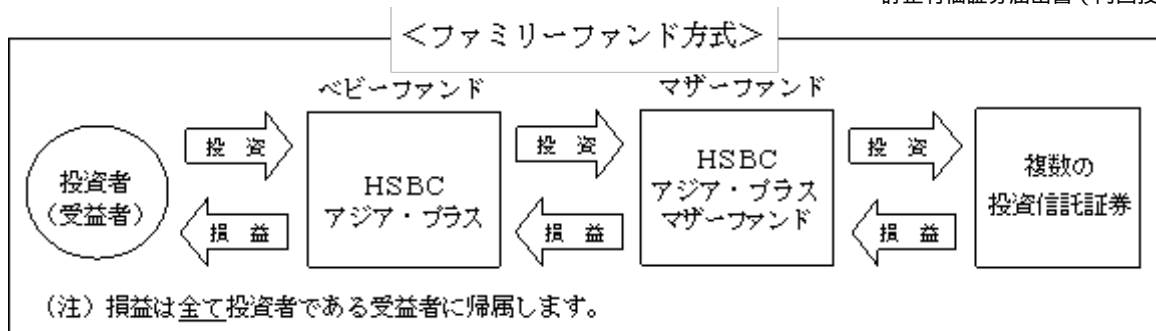 ＜ファミリーファンド方式＞
ベビーファンド
マザーファンド
投資
投資
投資
投資者
（受益者）
HSBC
アジア・プラス
HSBC
アジア・プラス
マザーファンド
複数の
投資信託証券
損益
損益
損益
（注）損益は全て投資者である受益者に帰属します。